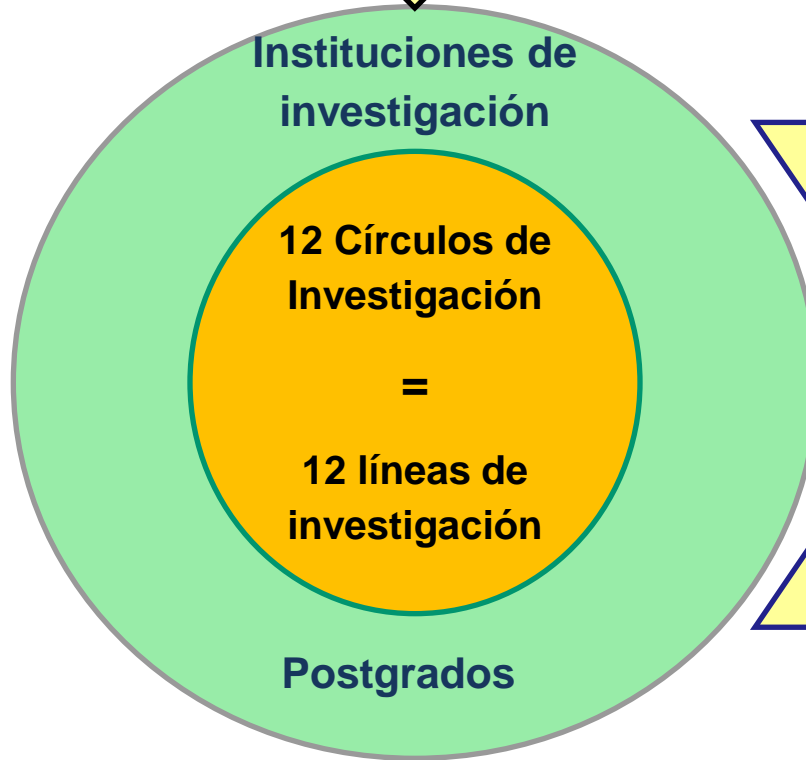 Instituciones de
investigación
12 Círculos de
Investigación
=
12 líneas de
investigación
Postgrados